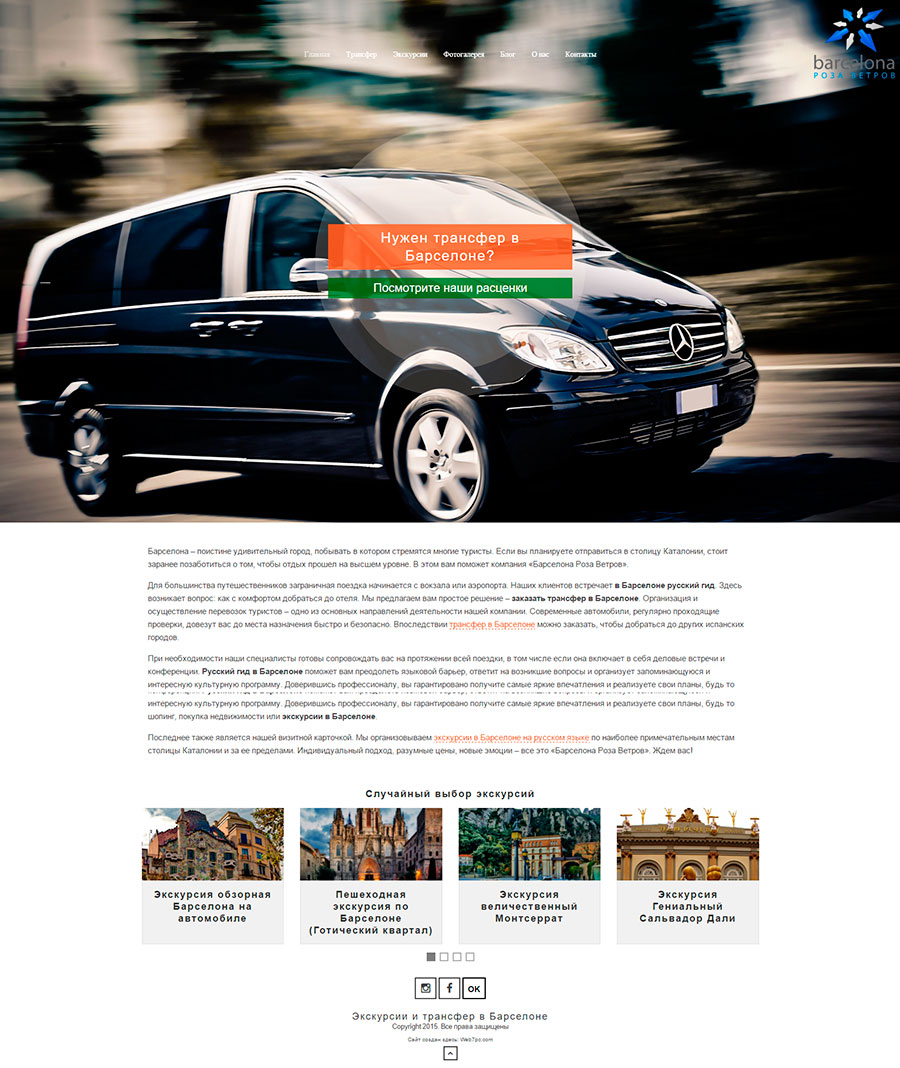 barcelona
РОЗА ВЕТРОВ
Главная Трансфер Экскурсии Фотогалерея Блог О нас Контакты
Нужен трансфер в
Барселоне?
Посмотрите наши расценки
Барселона – поистине удивительный город, побывать в котором стремятся многие туристы. Если вы планируете отправиться в столицу Каталонии, стоит
заранее позаботиться о том, чтобы отдых прошел на высшем уровне. В этом вам поможет компания «Барселона Роза Ветров».
Для большинства путешественников заграничная поездка начинается с вокзала или аэропорта. Наших клиентов встречает в Барселоне русский гид. Здесь
возникает вопрос: как с комфортом добраться до отеля. Мы предлагаем вам простое решение – заказать трансфер в Барселоне. Организация и
осуществление перевозок туристов – одно из основных направлений деятельности нашей компании. Современные автомобили, регулярно проходящие
проверки, довезут вас до места назначения быстро и безопасно. Впоследствии трансфер в Барселоне можно заказать, чтобы добраться до других испанских
городов.
При необходимости наши специалисты готовы сопровождать вас на протяжении всей поездки, в том числе если она включает в себя деловые встречи и
конференции. Русский гид в Барселоне поможет вам преодолеть языковой барьер, ответит на возникшие вопросы и организует запоминающуюся и
интересную культурную программу. Доверившись профессионалу, вы гарантировано получите самые яркие впечатления и реализуете свои планы, будь то
интересную культурную программу. Доверившись профессионалу, вы гарантировано получите самые яркие впечатления и реализуете свои планы, будь то
шопинг, покупка недвижимости или экскурсии в Барселоне.
Последнее также является нашей визитной карточкой. Мы организовываем экскурсии в Барселоне на русском языке по наиболее примечательным местам
столицы Каталонии и за ее пределами. Индивидуальный подход, разумные цены, новые эмоции – все это «Барселона Роза Ветров». Ждем вас!
Случайный выбор экскурсий
Экскурсия обзорная
Барселона на
автомобиле
Пешеходная
экскурсия по
Барселоне
(Готический квартал)
Экскурсия
величественный
Монтсеррат
Экскурсия
Гениальный
Сальвадор Дали
OK
Экскурсии и трансфер в Барселоне
Copyright 2015. Все права защищены
Сайт создан здесь: Web7pc.com